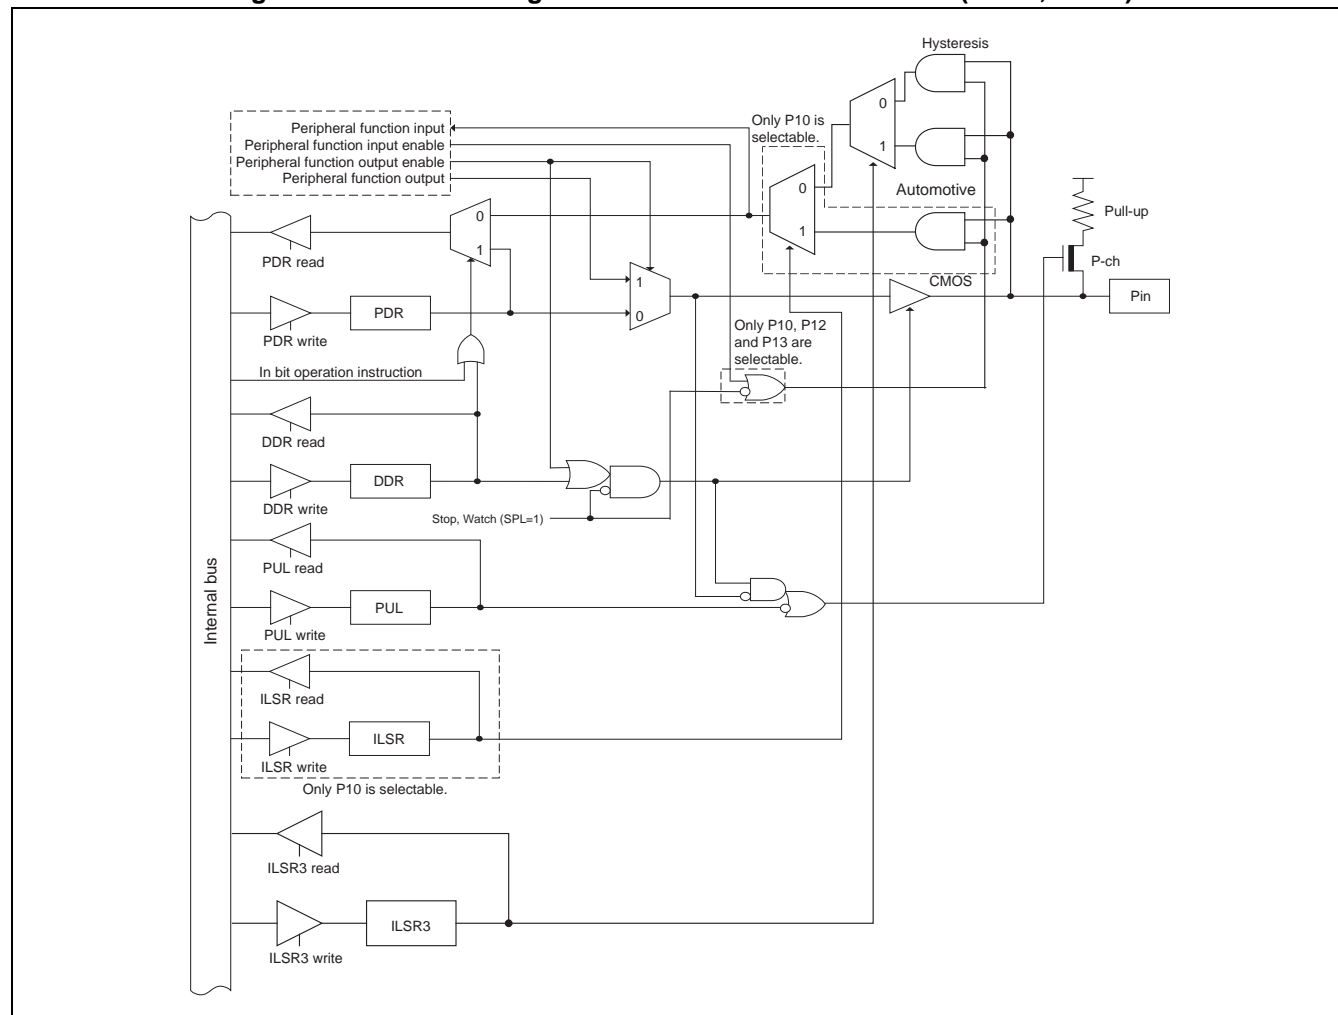 Hysteresis
0
1
Only P10 is
selectable.
Peripheral function input
Peripheral function input enable
Peripheral function output enable
Peripheral function output
0
1
Automotive
Pull-up
P-ch
0
1
PDR read
CMOS
Pin
1
0
PDR
PDR write
Only P10, P12
and P13 are
selectable.
In bit operation instruction
DDR read
DDR
DDR write
Stop, Watch (SPL=1)
PUL read
Internal bus
PUL
PUL write
ILSR read
ILSR
ILSR write
Only P10 is selectable.
ILSR3 read
ILSR3
ILSR3 write